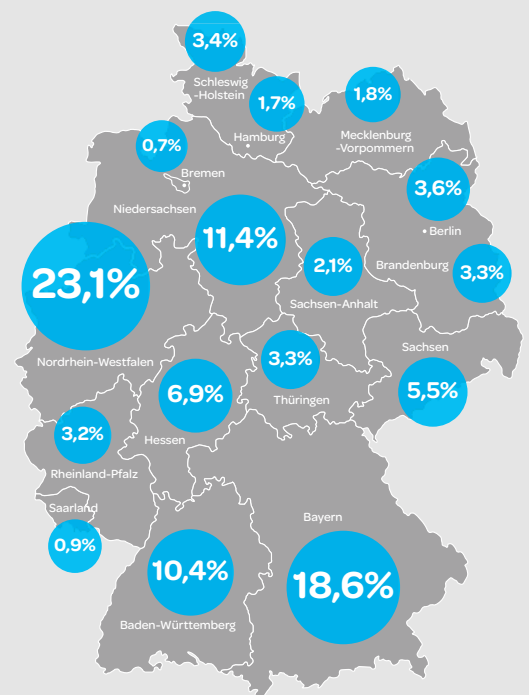 3,4%
Schleswig
-Holstein
1,7%
Hamburg
1,8%
Mecklenburg
-Vorpommern
0,7%
Bremen
Niedersachsen
11,4%
3,6%
Berlin
Brandenburg
3,3%
2,1%
Sachsen-Anhalt
23,1%
Nordrhein-Westfalen
3,3%
Thüringen
Sachsen
5,5%
6,9%
Hessen
3,2%
Rheinland-Pfalz
Saarland
0,9%
Bayern
18,6%
10,4%
Baden-Württemberg